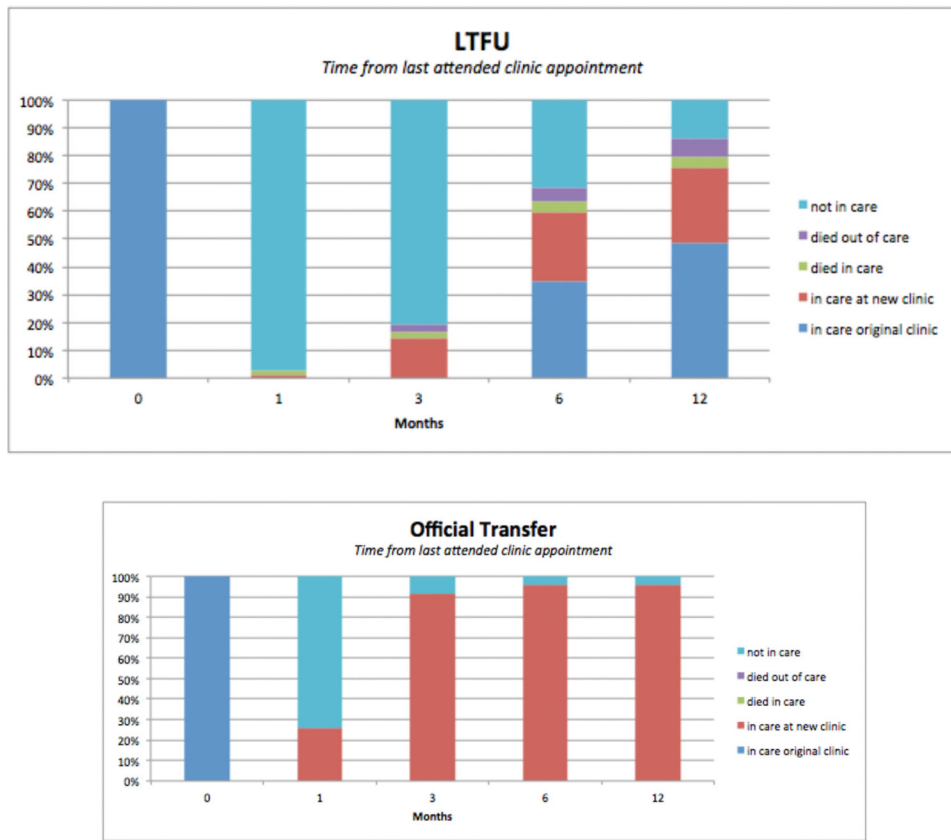 LTFU
Time from last attended clinic appointment
100%
90%
80%
70%
60%
50%
40%
30%
20%
10%
0%
0 1 3 6 12
Months
not in care
died out of care
died in care
in care at new clinic
in care original clinic
Official Transfer
Time from last attended clinic appointment
100%
90%
80%
70%
60%
50%
40%
30%
20%
10%
0%
0 1 3 6 12
Months
not in care
died out of care
died in care
in care at new clinic
in care original clinic